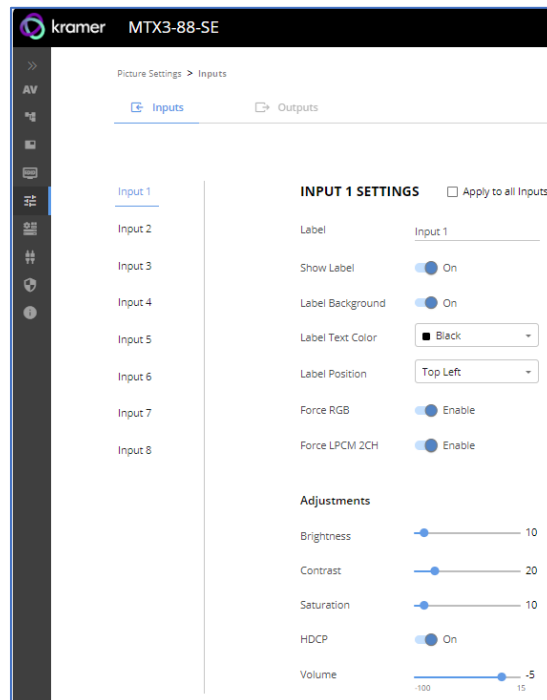 kramer MTX3-88-SE
AV
Picture Settings > Inputs
Inputs Outputs
Input 1
Input 2
Input 3
Input 4
Input 5
Input 6
Input 7
Input 8
INPUT 1 SETTINGS Apply to all Inputs
Label Input 1
Show Label On
Label Background On
Label Text Color Black
Label Position Top Left
Force RGB Enable
Force LPCM 2CH Enable
Adjustments
Brightness 10
Contrast 20
Saturation 10
HDCP On
Volume -5
-100 15